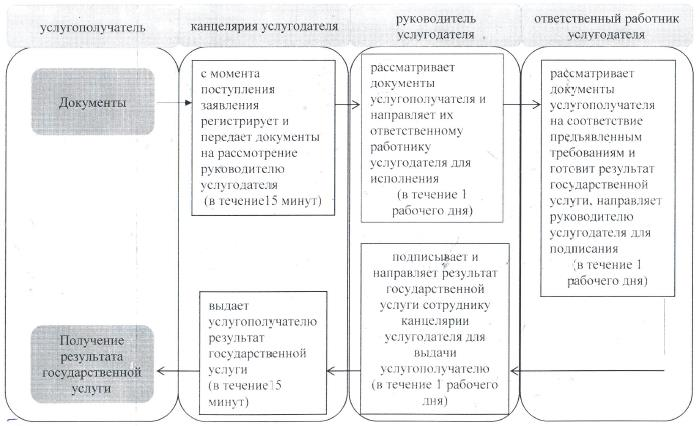 услугополучатель
канцелярия услугодателя
руководитель
услугодателя
ответственный работник
услугодателя
Документы
с момента
поступления
заявления
регистрирует и
передает документы
на рассмотрение
руководителю
услугодателя
(в течение15 минут)
рассматривает
документы
услугополучателя и
направляет их
ответственному
работнику
услугодателя для
исполнения
(в течение 1
рабочего дня)
рассматривает
документы
услугополучателя
на соответствие
предъявленным
требованиям и
готовит результат
государственной
услуги, направляет
руководителю
услугодателя для
подписания
(в течение 1
рабочего дня)
подписывает и
направляет результат
государственной
услуги сотруднику
канцелярии
услугодателя для
выдачи
услугополучателю
(в течение 1 рабочего
дня)
выдает
услугополучателю
результат
государственной
услуги
(в течение15
минут)
Получение
результата
государственной
услуги